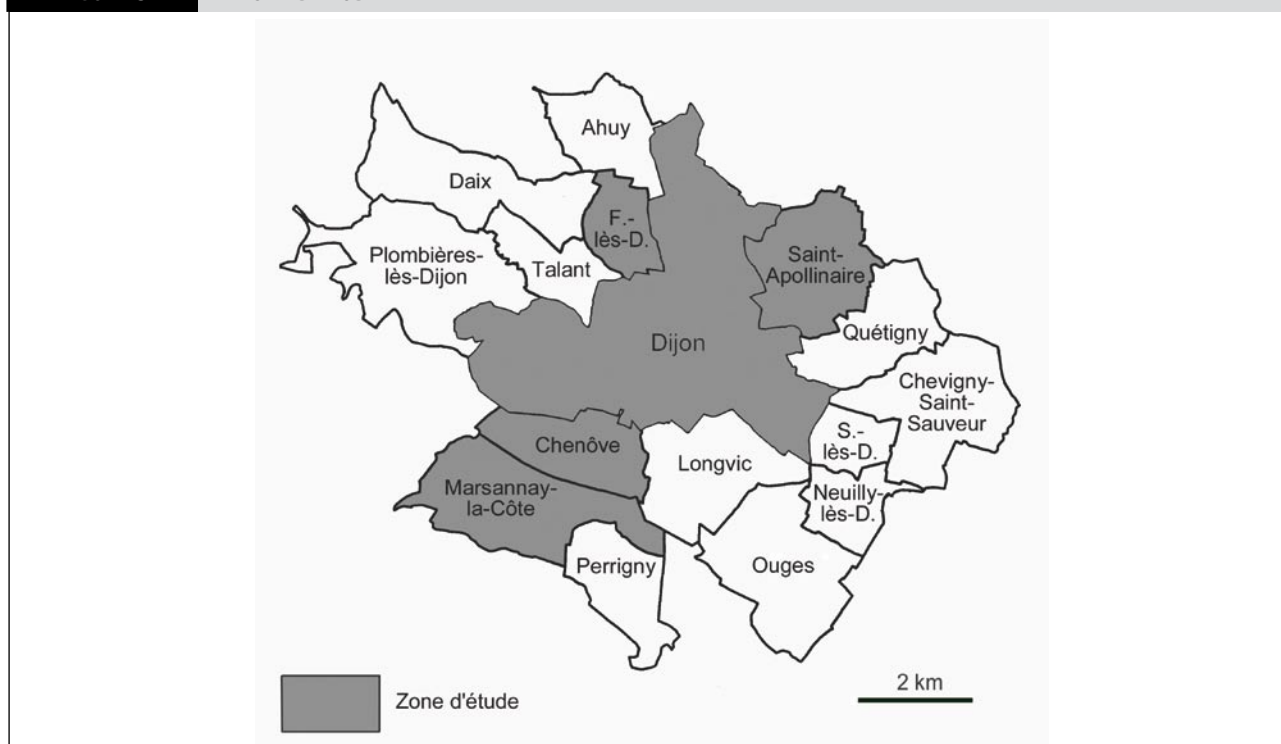 Ahuy
Daix
F.-
lès-D.
Saint-
Apollinaire
Plombières-
lès-Dijon
Talant
Quétigny
Dijon
Chevigny-
Saint-
Sauveur
S.-
lès-D.
Chenôve
Longvic
Marsannay-
la-Côte
Neuilly-
lès-D.
Perrigny
Ouges
2 km
Zone d'étude